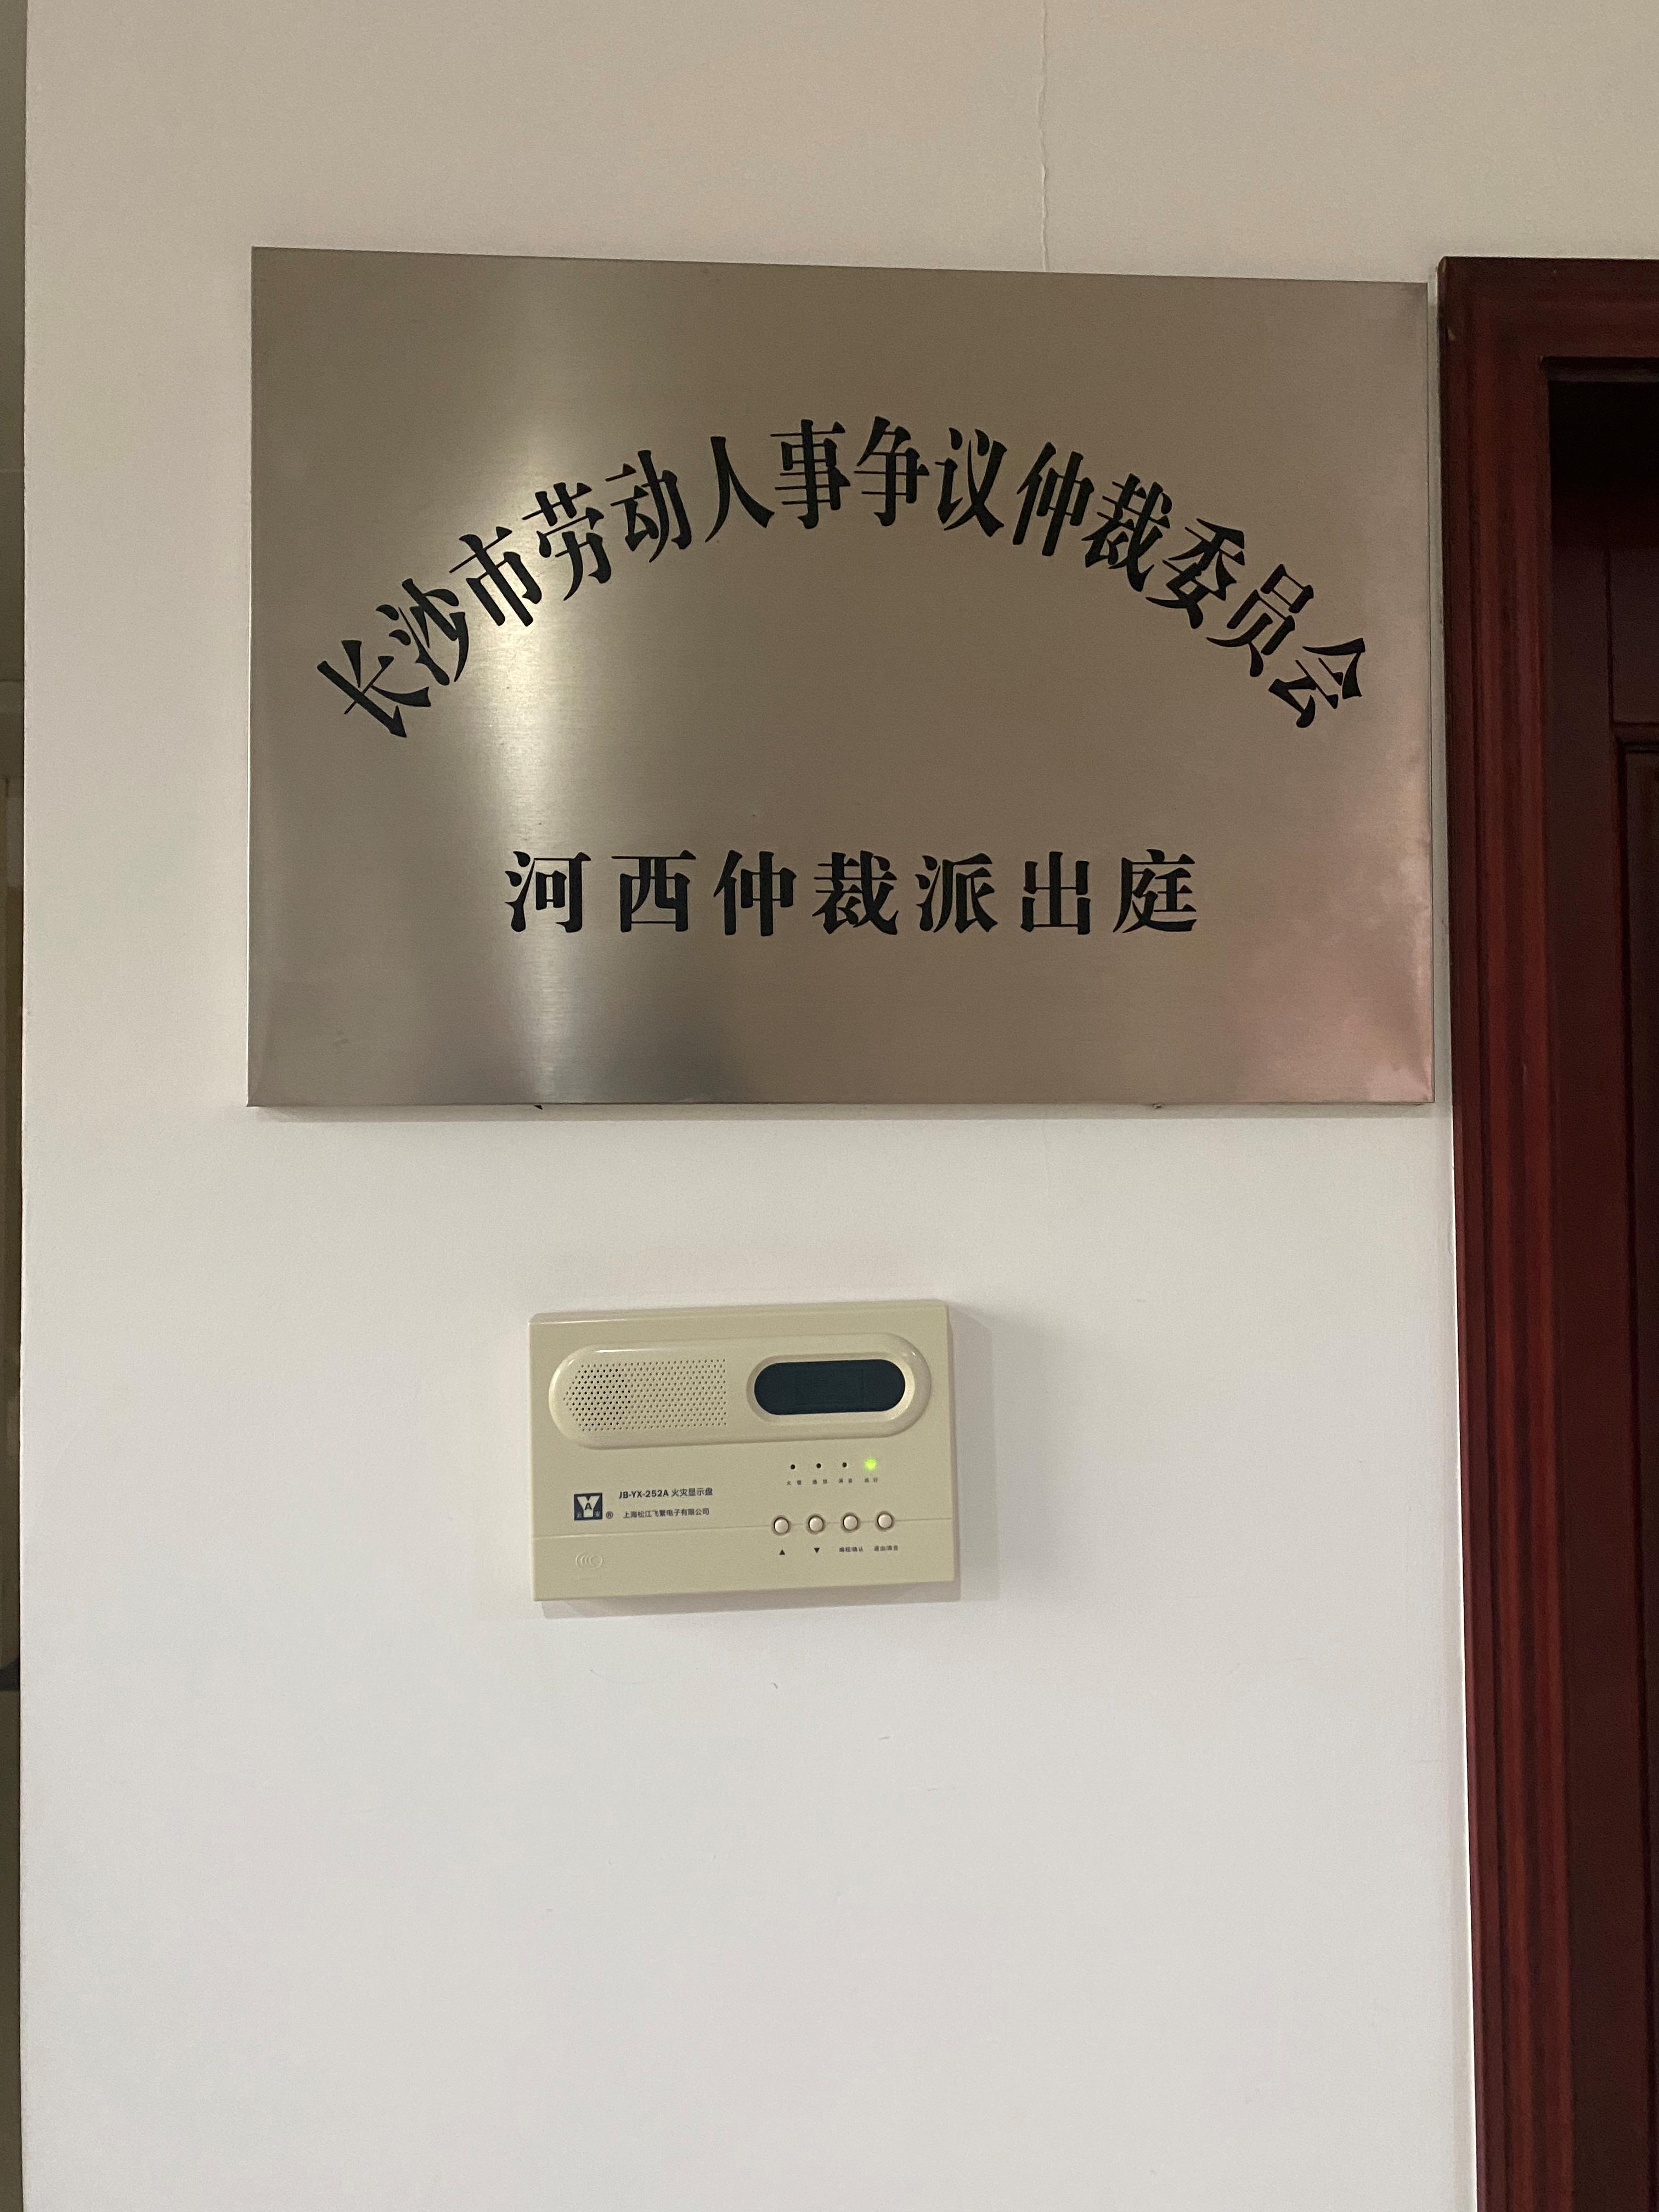 长沙市劳动人事争议仲裁委员会
河西仲裁派出庭
JB-YX-252A 火灾显示盘
上海松江飞繁电子有限公司